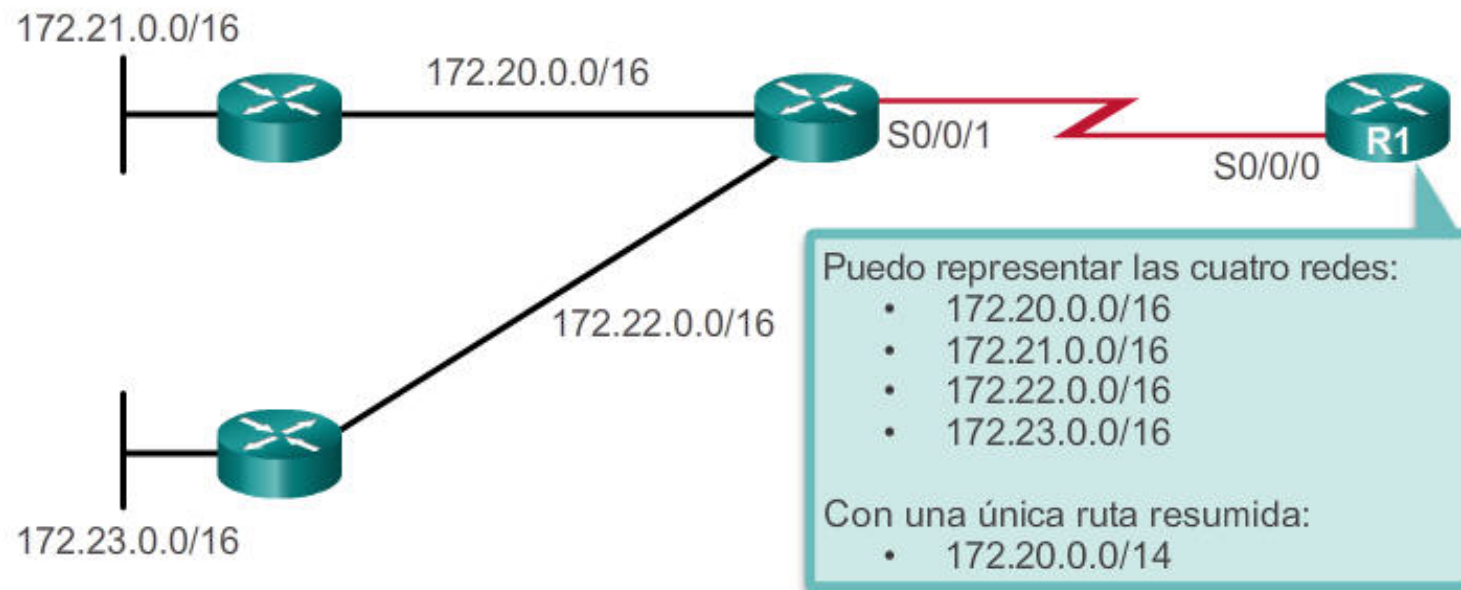 172.21.0.0/16
172.20.0.0/16
S0/0/1
R1
S0/0/0
172.22.0.0/16
172.23.0.0/16
Puedo representar las cuatro redes:
• 172.20.0.0/16
• 172.21.0.0/16
• 172.22.0.0/16
• 172.23.0.0/16
Con una única ruta resumida:
• 172.20.0.0/14